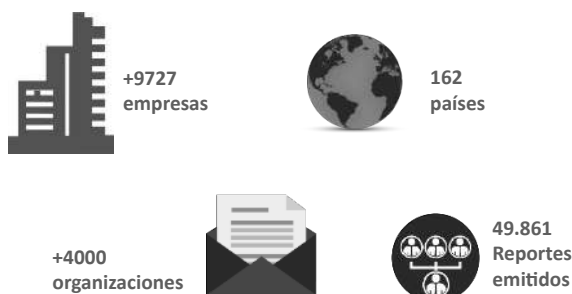 +9727
empresas
162
países
+4000
organizaciones
49.861
Reportes
emitidos